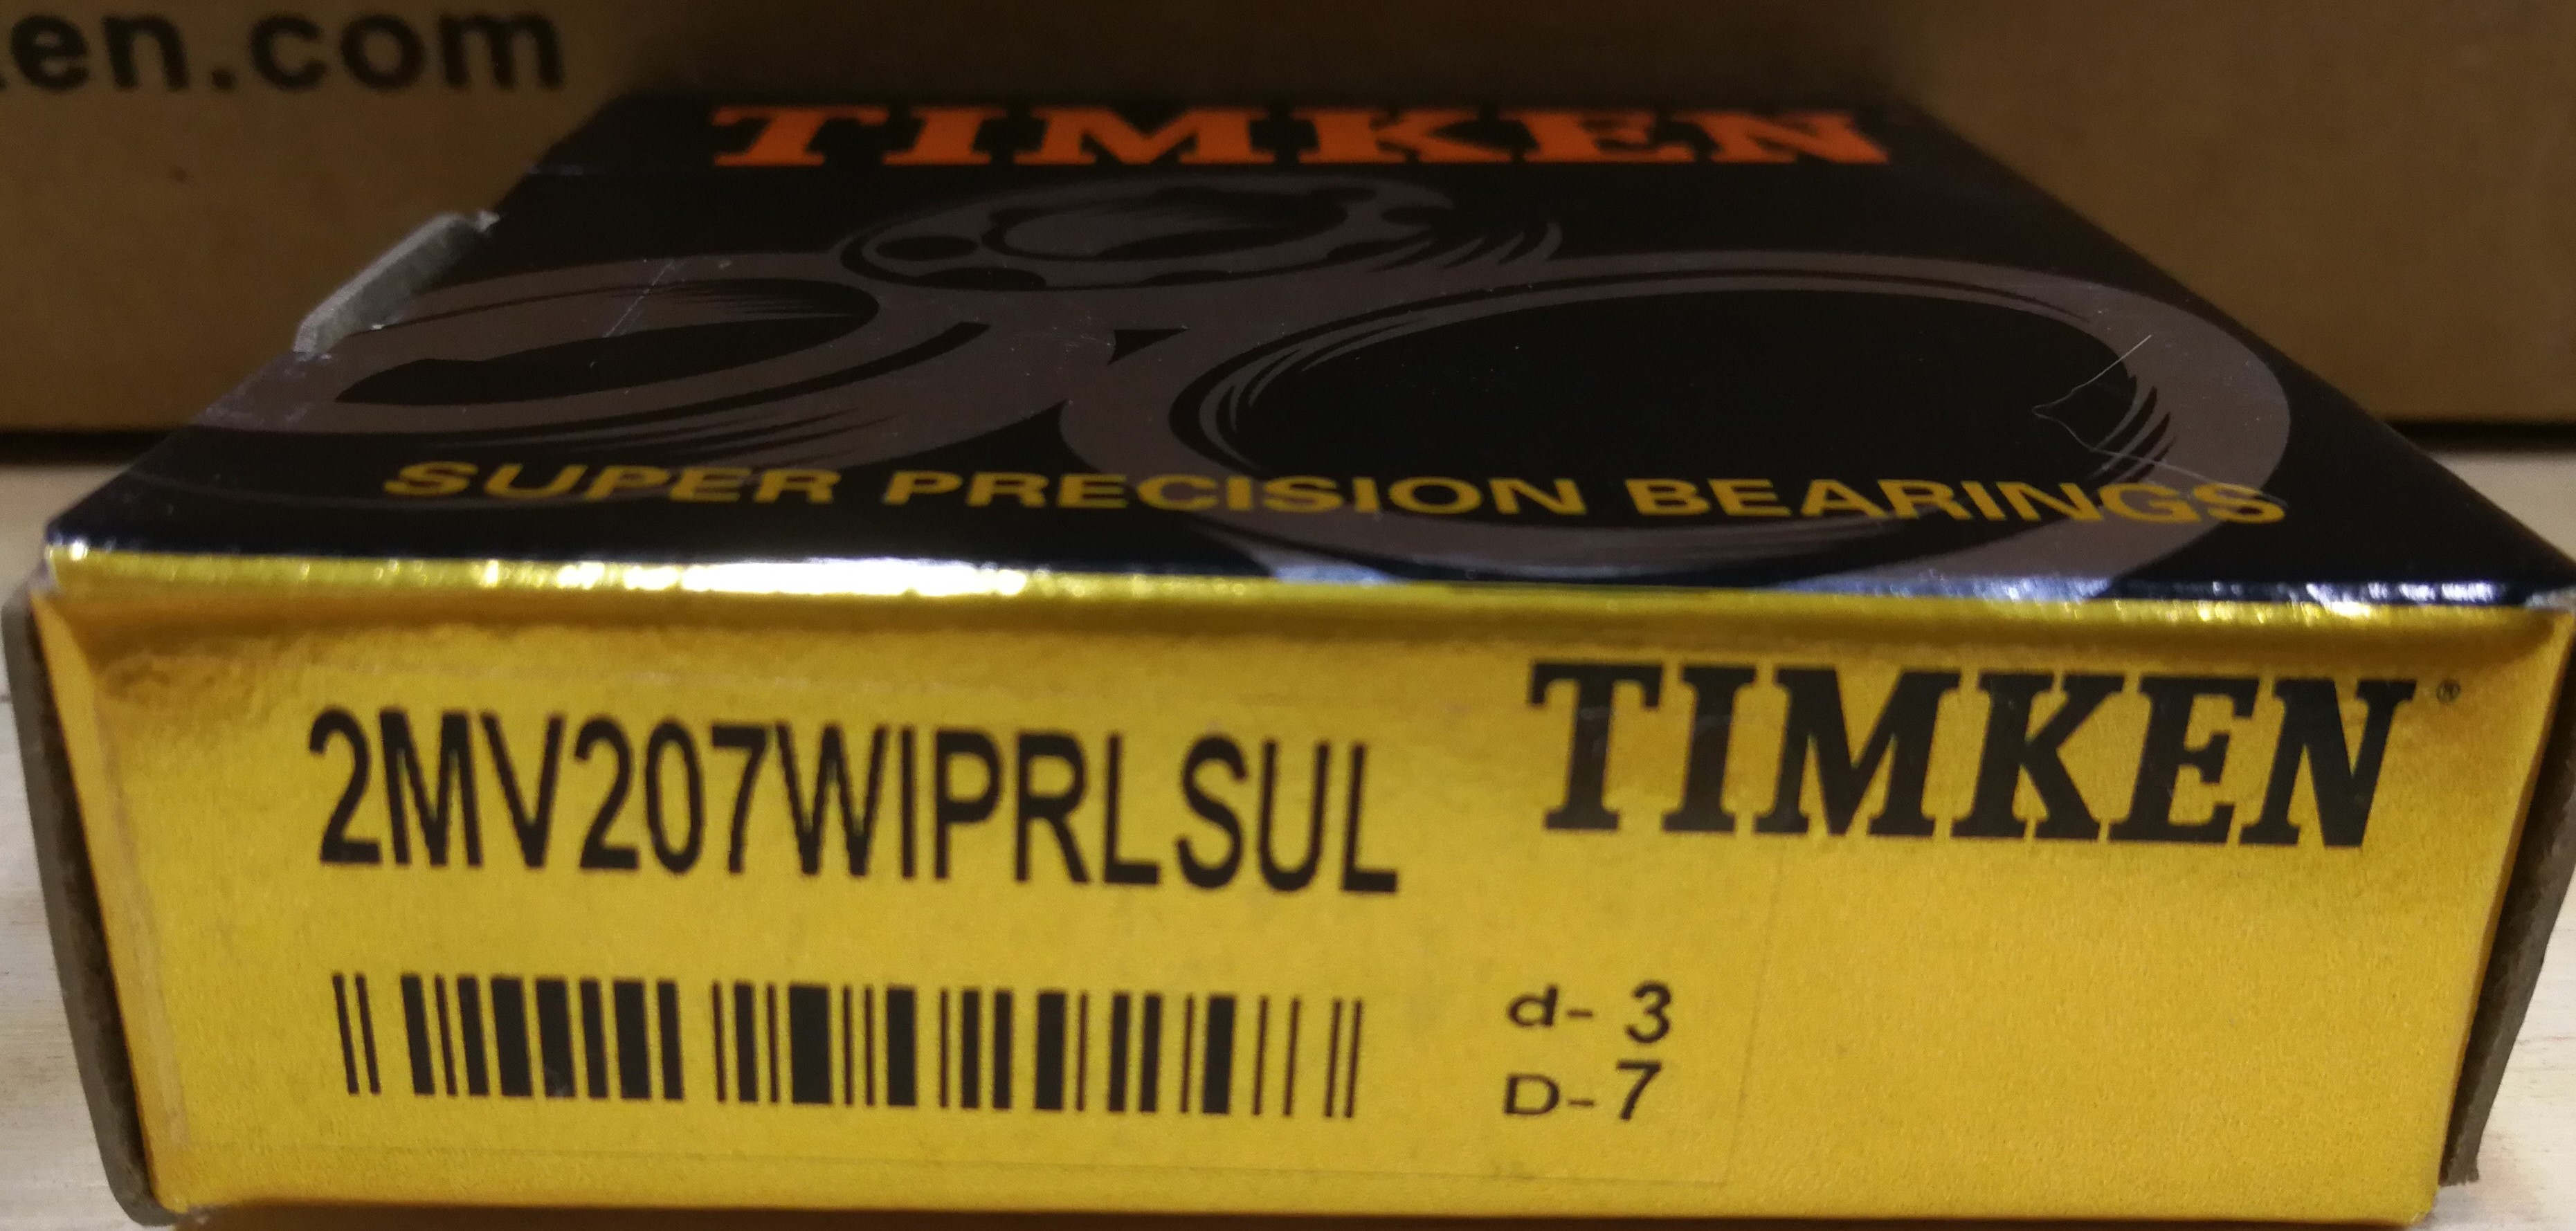 en.com
TIMKEN
SUPER PRECISION BEARINGS
2MV207WIPRLSUL
TIMKEN®
d- 3
D-7